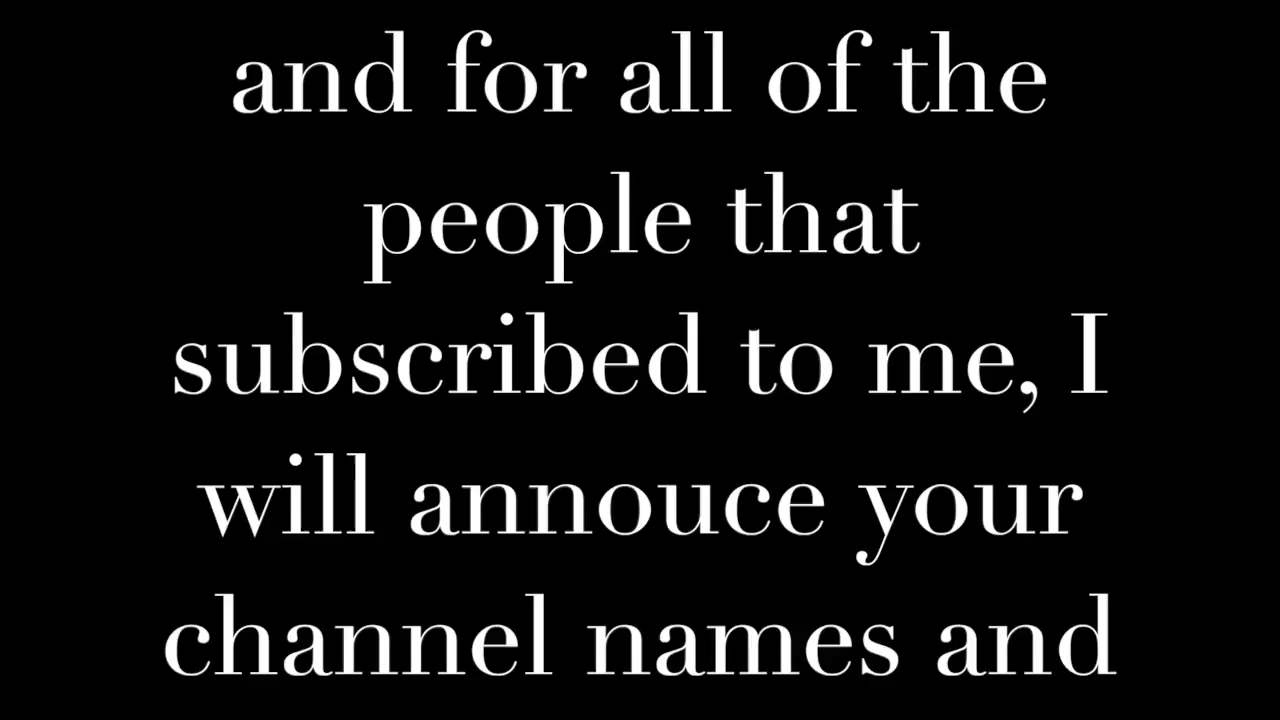 and for all of the
people that
subscribed to me, I
will annouce your
channel names and